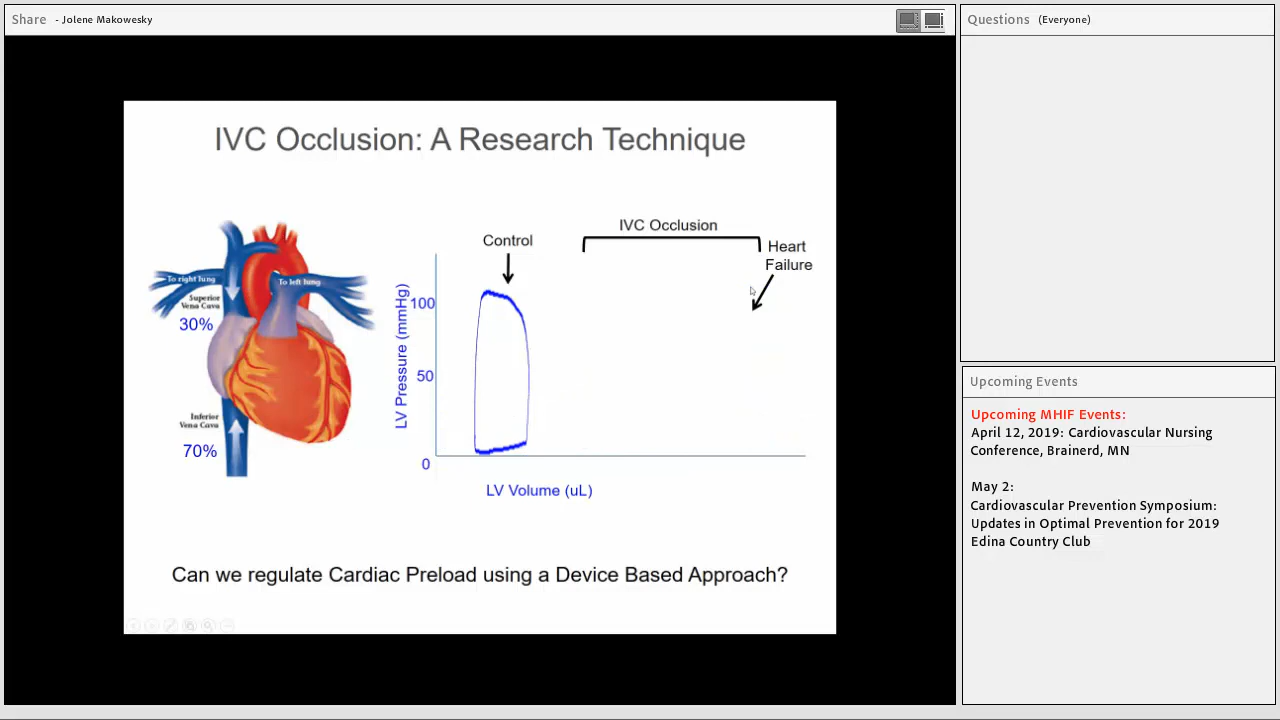 Share - Jolene Makowesky
IVC Occlusion: A Research Technique
To right lung
To left lung
Superior
Vena Cava
30%
Inferior
Vena Cava
70%
Control
IVC Occlusion
Heart
Failure
LV Pressure (mmHg)
100
50
0
LV Volume (uL)
Can we regulate Cardiac Preload using a Device Based Approach?
Questions (Everyone)
Upcoming Events
Upcoming MHIF Events:
April 12, 2019: Cardiovascular Nursing
Conference, Brainerd, MN
May 2:
Cardiovascular Prevention Symposium:
Updates in Optimal Prevention for 2019
Edina Country Club